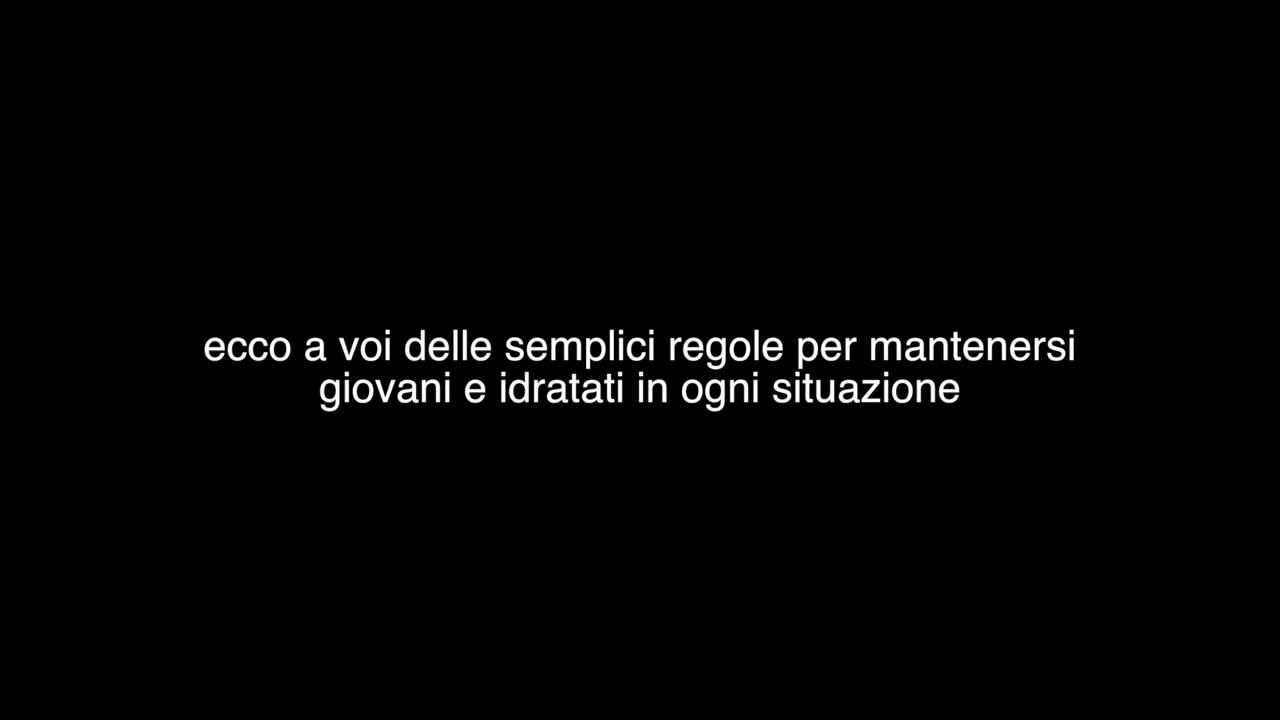 ecco a voi delle semplici regole per mantenersi
giovani e idratati in ogni situazione